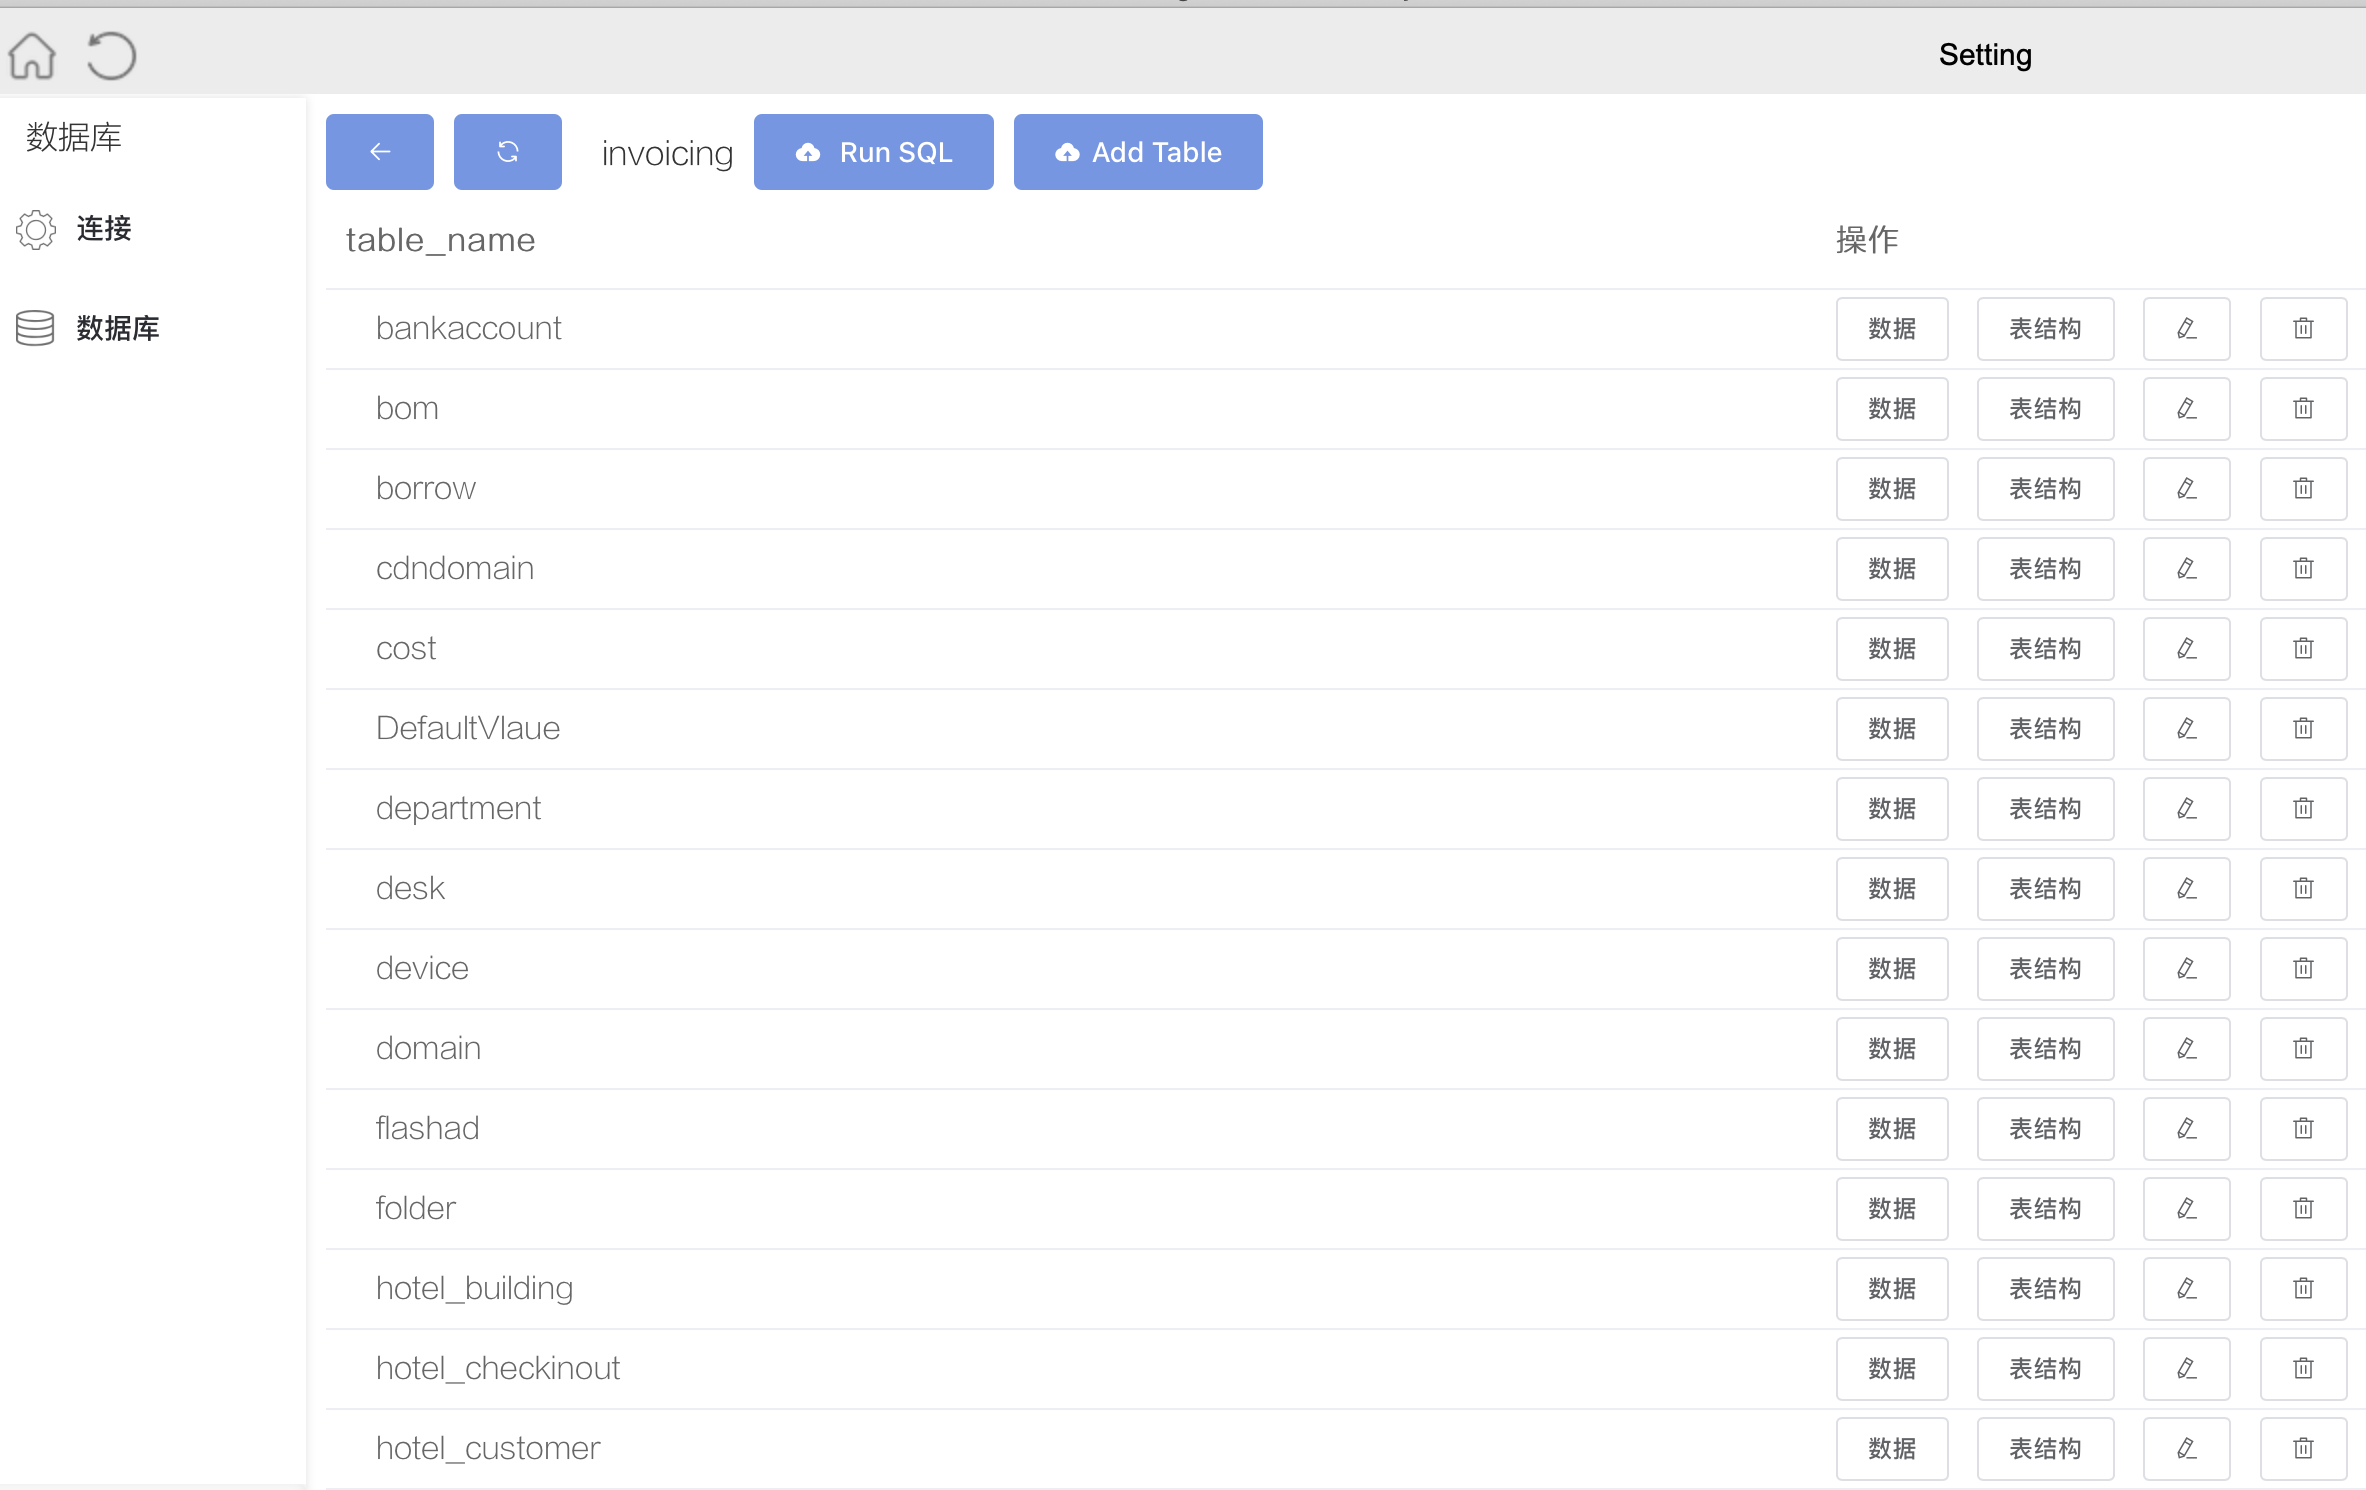 Setting
数据库
连接
数据库
invoicing Run SQL Add Table
table_name 操作
bankaccount 数据 表结构
bom 数据 表结构
borrow 数据 表结构
cdndomain 数据 表结构
cost 数据 表结构
DefaultVlaue 数据 表结构
department 数据 表结构
desk 数据 表结构
device 数据 表结构
domain 数据 表结构
flashad 数据 表结构
folder 数据 表结构
hotel_building 数据 表结构
hotel_checkinout 数据 表结构
hotel_customer 数据 表结构